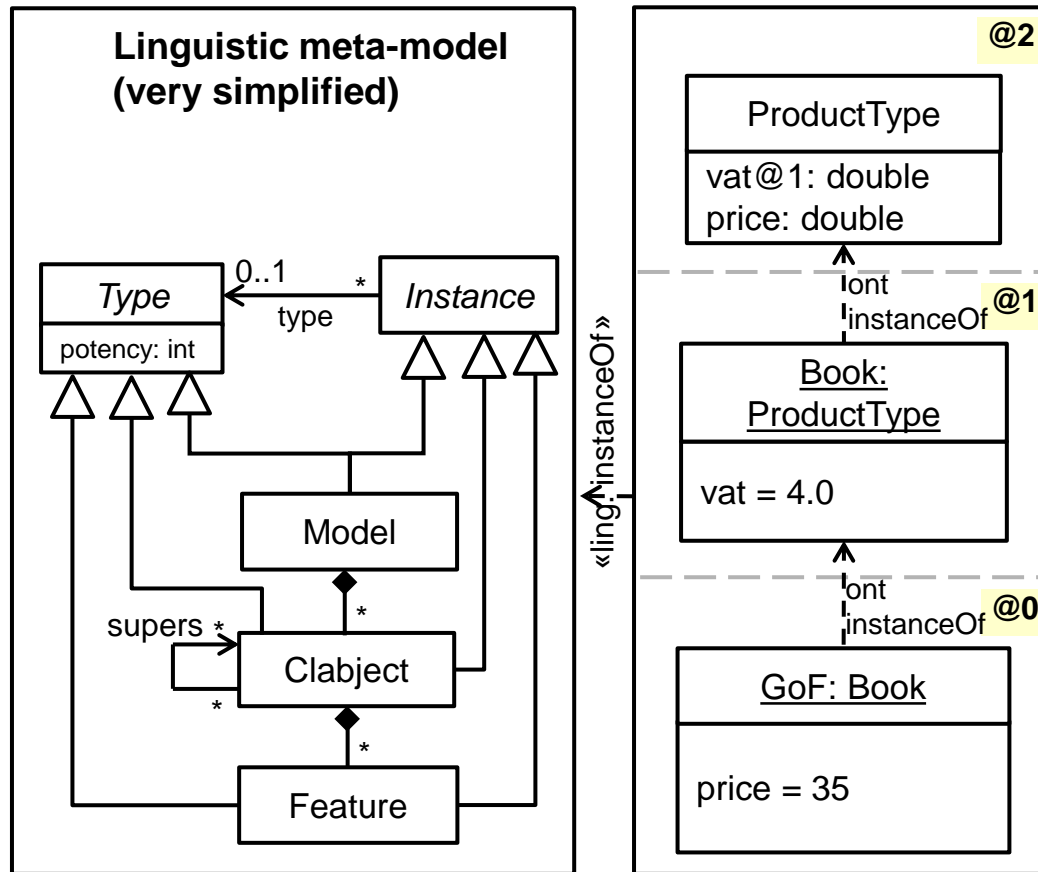 Linguistic meta-model
(very simplified)
Type
potency: int
0..1
*
type
Instance
Model
*
supers *
Clabject
*
*
Feature
«ling. instanceOf»
@2
ProductType
vat@1: double
price: double
ont
instanceOf
@1
Book:
ProductType
vat = 4.0
ont
instanceOf
@0
GoF: Book
price = 35